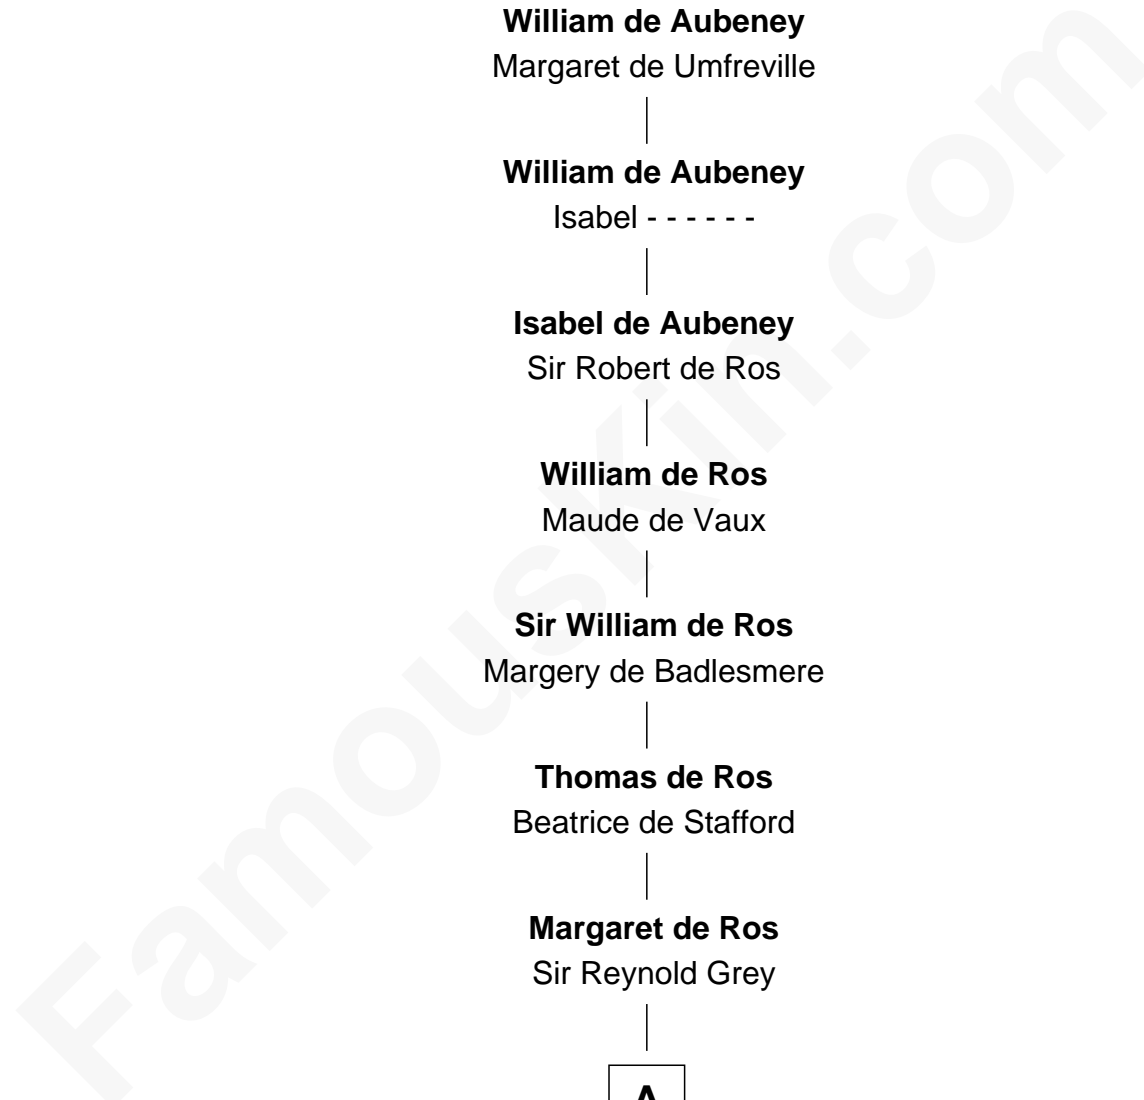 William de Aubeney
Margaret de Umfreville
William de Aubeney
Isabel - - - - - -
Isabel de Aubeney
Sir Robert de Ros
William de Ros
Maude de Vaux
Sir William de Ros
Margery de Badlesmere
Thomas de Ros
Beatrice de Stafford
Margaret de Ros
Sir Reynold Grey
A
FamousKin.com